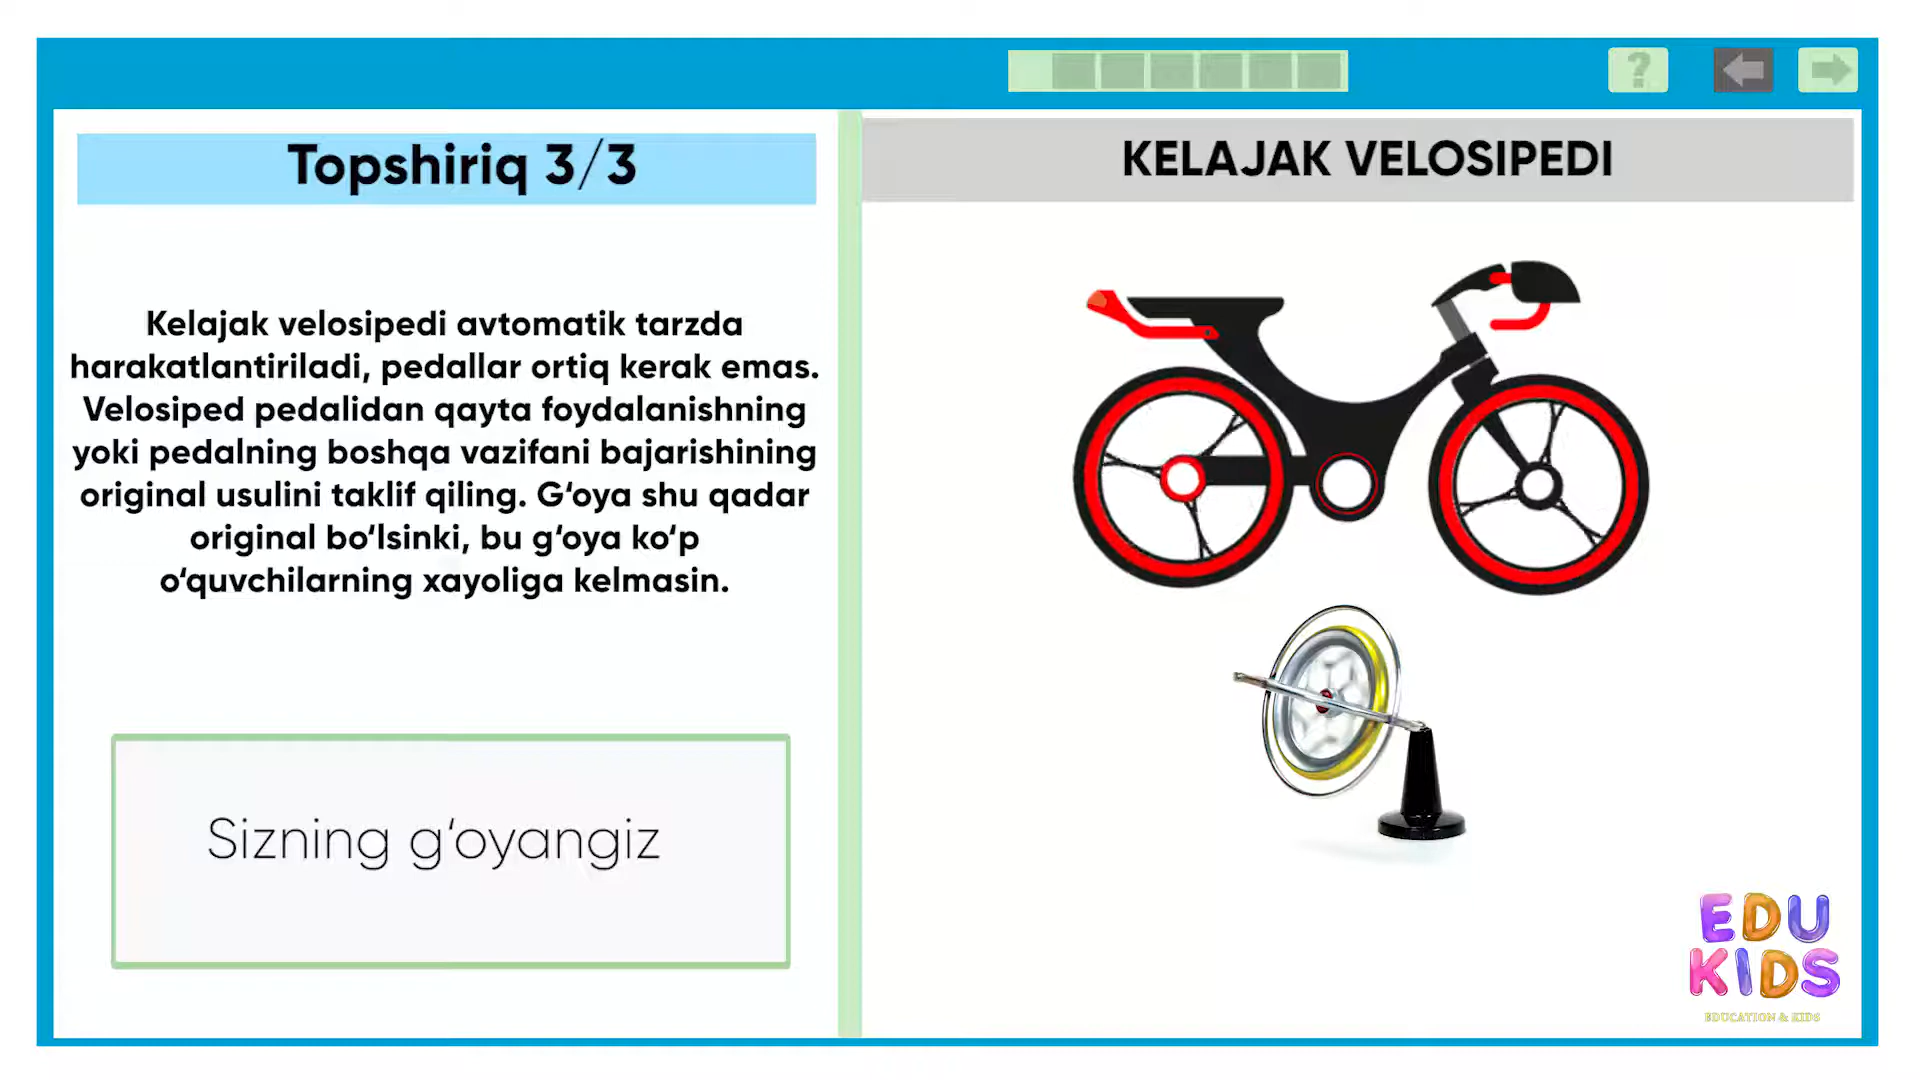 ?
Topshiriq 3/3
KELAJAK VELOSIPEDI
Kelajak velosipedi avtomatik tarzda
harakatlantiriladi, pedallar ortiq kerak emas.
Velosiped pedalidan qayta foydalanishning
yoki pedalning boshqa vazifani bajarishining
original usulini taklif qiling. G‘oya shu qadar
original bo‘lsinki, bu g‘oya ko‘p
o‘quvchilarning xayoliga kelmasin.
Sizning g‘oyangiz
EDU
KIDS
EDUCATION & KIDS